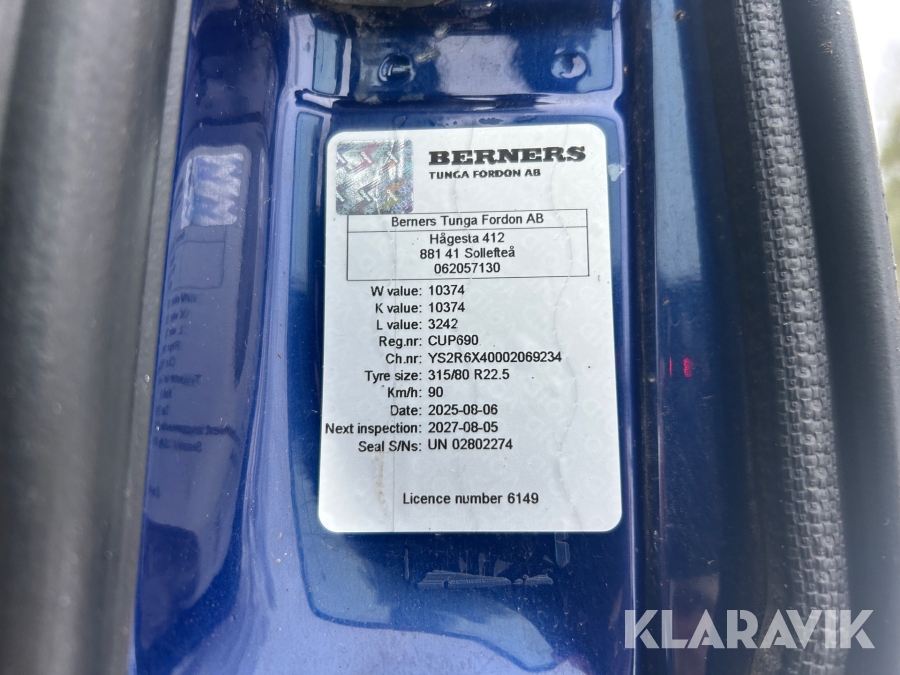 BERNERS
TUNGA FORDON AB
Berners Tunga Fordon AB
Hågesta 412
881 41 Sollefteå
062057130
W value: 10374
K value: 10374
L value: 3242
Reg.nr: CUP690
Ch.nr: YS2R6X40002069234
Tyre size: 315/80 R22.5
Km/h: 90
Date: 2025-08-06
Next inspection: 2027-08-05
Seal S/Ns: UN 02802274
Licence number 6149
KLARAVIK